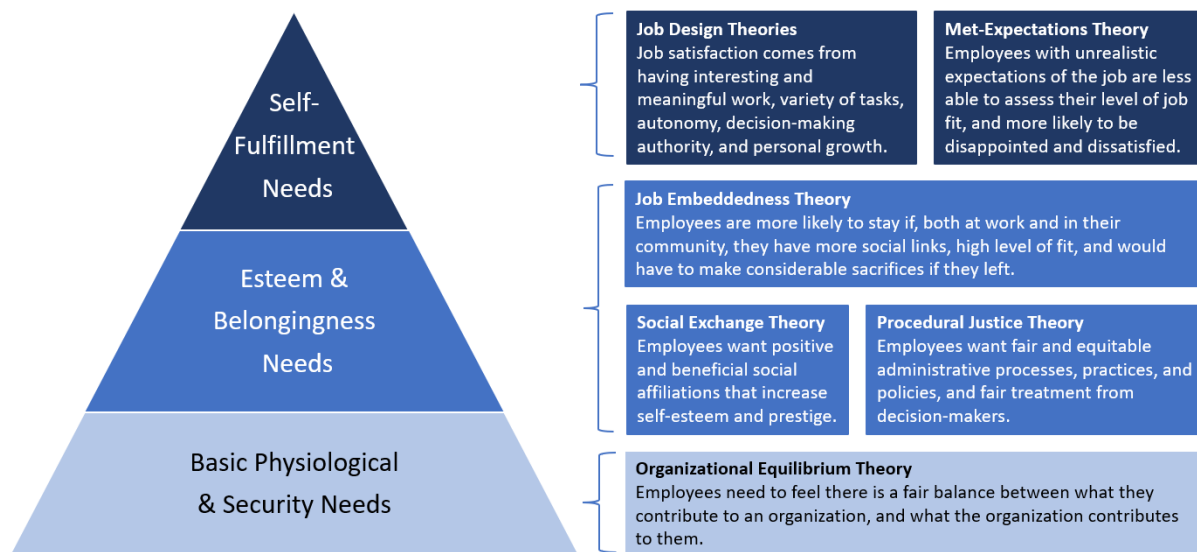 Self-
Fulfillment
Needs
Esteem &
Belongingness
Needs
Basic Physiological
& Security Needs
Job Design Theories
Job satisfaction comes from
having interesting and
meaningful work, variety of tasks,
autonomy, decision-making
authority, and personal growth.
Met-Expectations Theory
Employees with unrealistic
expectations of the job are less
able to assess their level of job
fit, and more likely to be
disappointed and dissatisfied.
Job Embeddedness Theory
Employees are more likely to stay if, both at work and in their
community, they have more social links, high level of fit, and would
have to make considerable sacrifices if they left.
Social Exchange Theory
Employees want positive
and beneficial social
affiliations that increase
self-esteem and prestige.
Procedural Justice Theory
Employees want fair and equitable
administrative processes, practices, and
policies, and fair treatment from
decision-makers.
Organizational Equilibrium Theory
Employees need to feel there is a fair balance between what they
contribute to an organization, and what the organization contributes
to them.